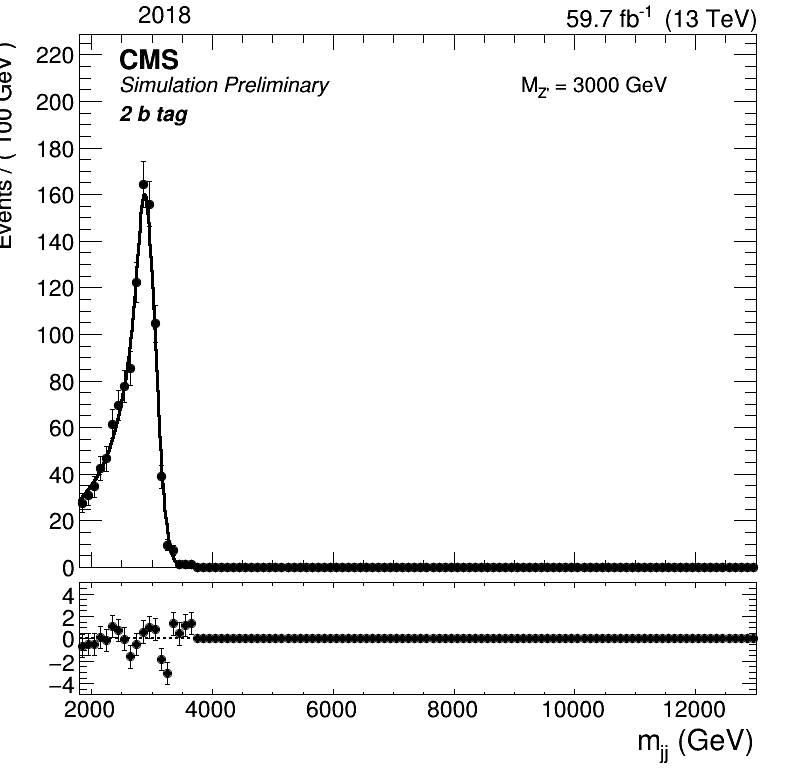 2018
59.7 fb⁻¹ (13 TeV)
CMS
Simulation Preliminary
2 b tag
M_Z' = 3000 GeV
Events / ( 100 GeV )
220
200
180
160
140
120
100
80
60
40
20
0
4
2
0
−2
−4
2000 4000 6000 8000 10000 12000
m_jj (GeV)